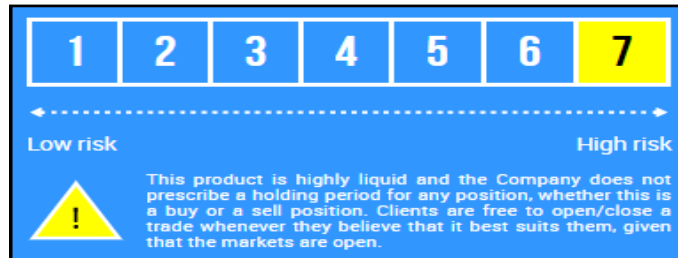 1 2 3 4 5 6 7
Low risk High risk
This product is highly liquid and the Company does not
prescribe a holding period for any position, whether this is
a buy or a sell position. Clients are free to open/close a
trade whenever they believe that it best suits them, given
that the markets are open.
!